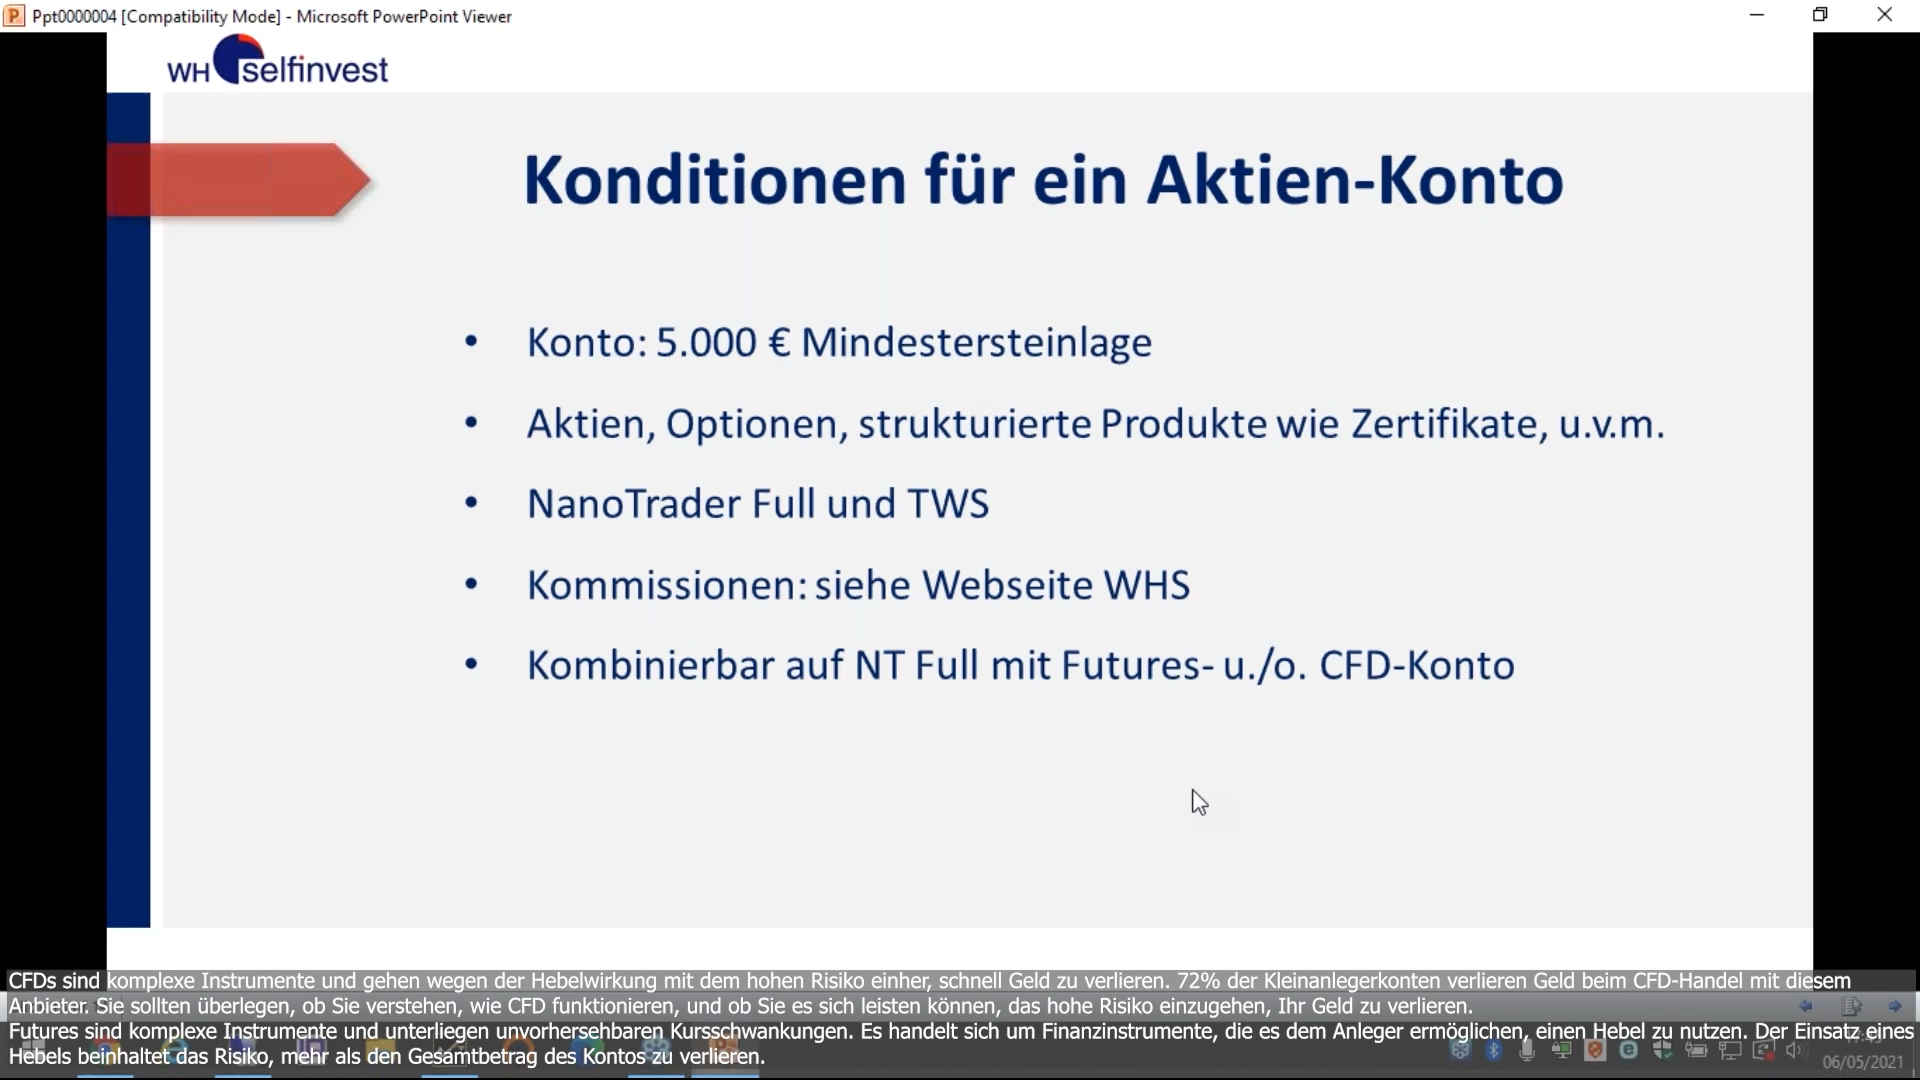 Ppt0000004 [Compatibility Mode] - Microsoft PowerPoint Viewer
WH selfinvest
Konditionen für ein Aktien-Konto
• Konto: 5.000 € Mindestersteinlage
• Aktien, Optionen, strukturierte Produkte wie Zertifikate, u.v.m.
• NanoTrader Full und TWS
• Kommissionen: siehe Webseite WHS
• Kombinierbar auf NT Full mit Futures- u./o. CFD-Konto
CFDs sind komplexe Instrumente und gehen wegen der Hebelwirkung mit dem hohen Risiko einher, schnell Geld zu verlieren. 72% der Kleinanlegerkonten verlieren Geld beim CFD-Handel mit diesem
Anbieter. Sie sollten überlegen, ob Sie verstehen, wie CFD funktionieren, und ob Sie es sich leisten können, das hohe Risiko einzugehen, Ihr Geld zu verlieren.
Futures sind komplexe Instrumente und unterliegen unvorhersehbaren Kursschwankungen. Es handelt sich um Finanzinstrumente, die es dem Anleger ermöglichen, einen Hebel zu nutzen. Der Einsatz eines
Hebels beinhaltet das Risiko, mehr als den Gesamtbetrag des Kontos zu verlieren.
06/05/2021